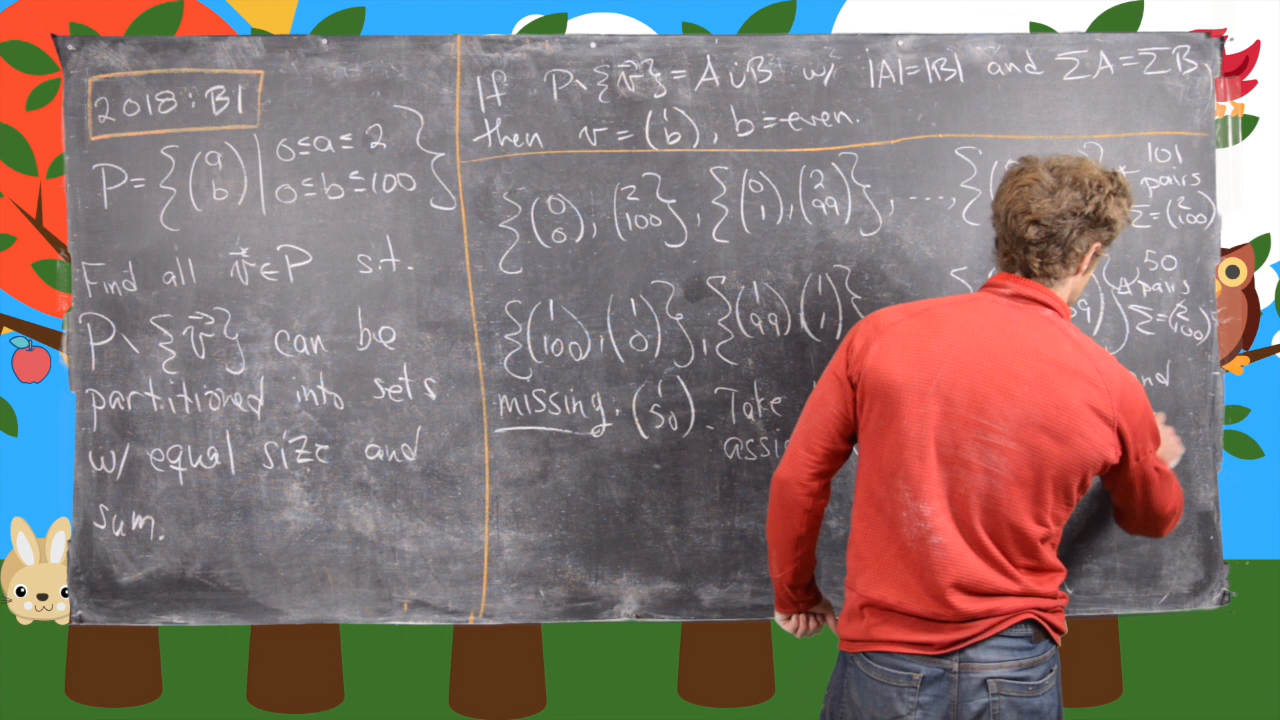 2018:B1
P = { (a b) | 0≤a≤2 0≤b≤100 }
Find all v⃗ ∈ P s.t.
P \ {v⃗} can be
partitioned into sets
w/ equal size and
sum.
If P \ {v⃗} = A ∪̇ B w/ |A|=|B| and ΣA=ΣB,
then v = (1 b), b=even.
{ (0 0), (2 100) }, { (0 1), (2 99) }, ...., { 101 pairs Σ=(2 100)
{ (1 100), (1 0) }, { (1 99) (1 1) } 50 pairs Σ=(2 100)
missing: (1 50). Take and